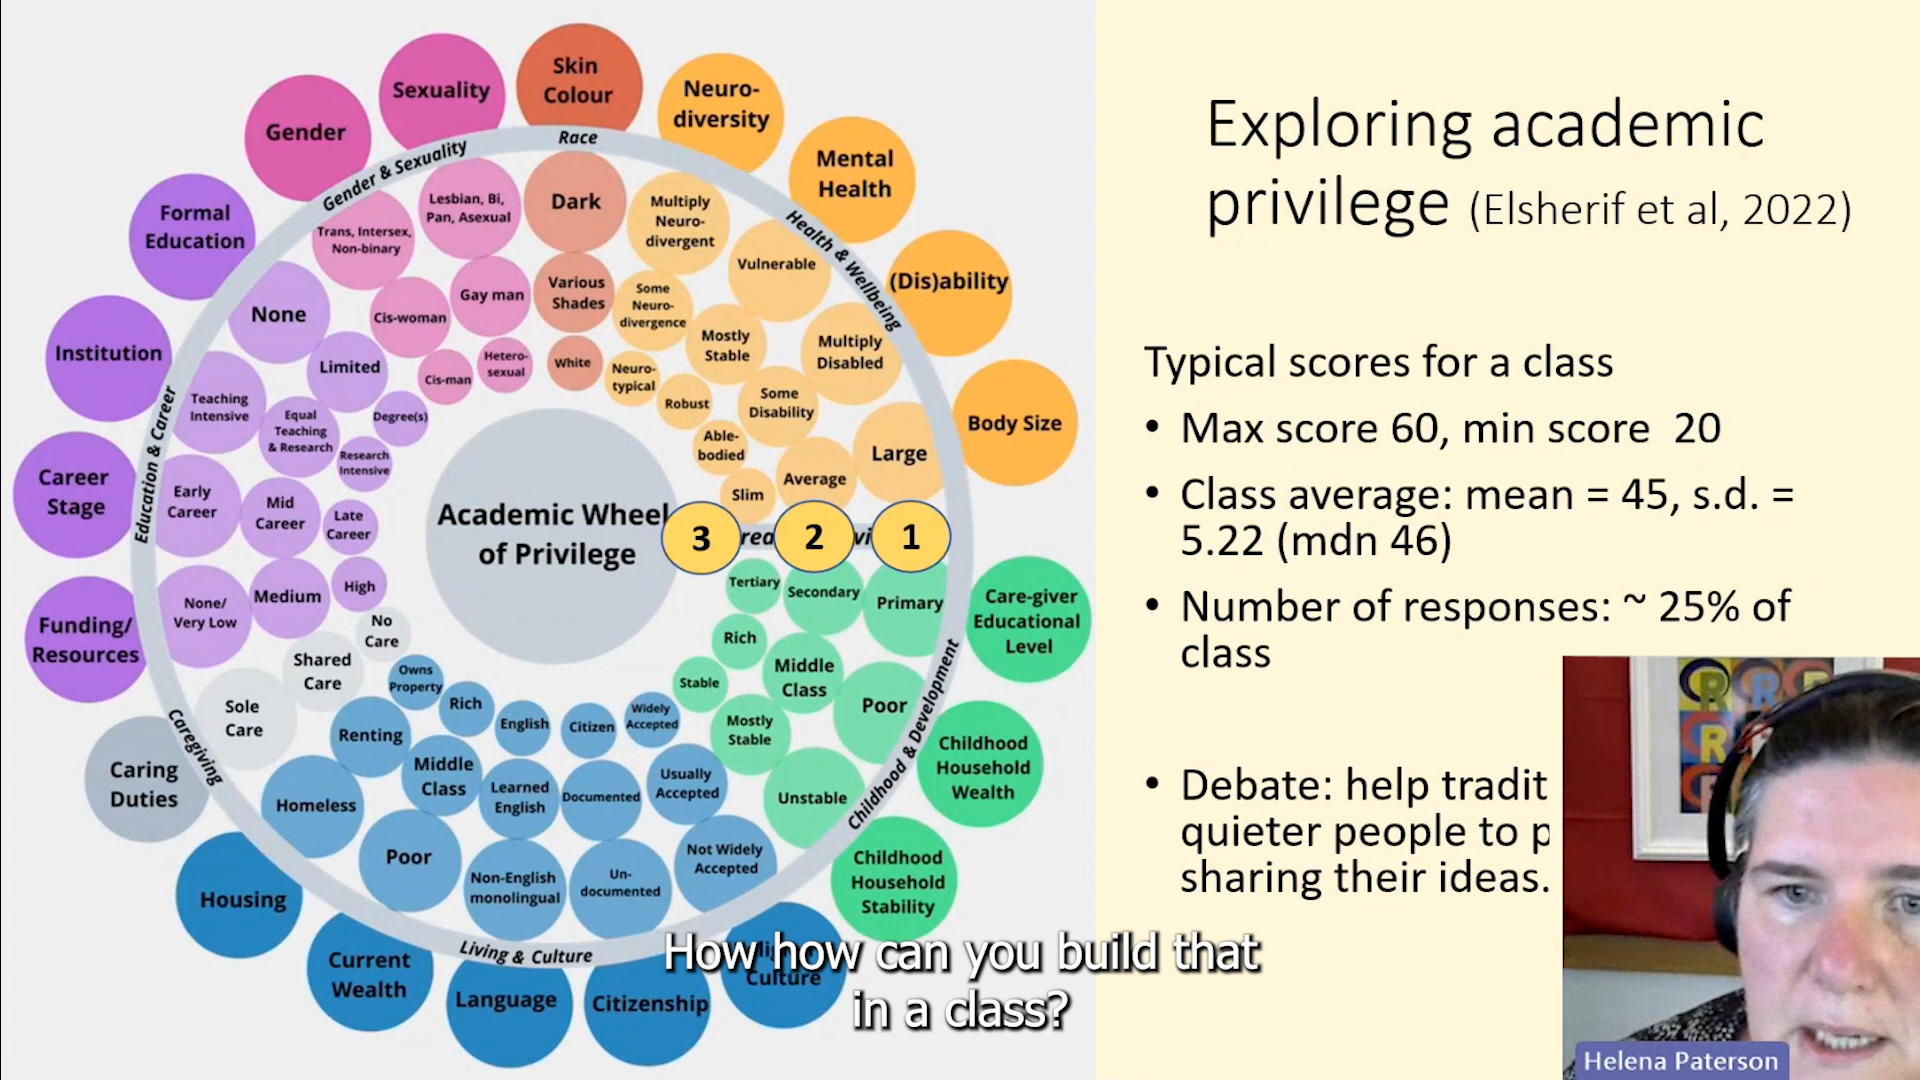 Skin
Colour
Sexuality
Neuro-
diversity
Gender
Mental
Health
Formal
Education
(Dis)ability
Institution
Body Size
Career
Stage
Funding/
Resources
Care-giver
Educational
Level
Caring
Duties
Childhood
Household
Wealth
Housing
Childhood
Household
Stability
Current
Wealth
Language
Citizenship
Culture
Race
Gender & Sexuality
Health & Wellbeing
Education & Career
Caregiving
Living & Culture
Childhood & Development
Dark
Various
Shades
White
Lesbian, Bi,
Pan, Asexual
Gay man
Hetero-
sexual
Trans, Intersex,
Non-binary
Cis-woman
Cis-man
Multiply
Neuro-
divergent
Some
Neuro-
divergence
Neuro-
typical
Vulnerable
Mostly
Stable
Robust
Multiply
Disabled
Some
Disability
Able-
bodied
Large
Average
Slim
None
Limited
Degree(s)
Teaching
Intensive
Equal
Teaching
& Research
Research
Intensive
Early
Career
Mid
Career
Late
Career
None/
Very Low
Medium
High
Sole
Care
Shared
Care
No
Care
Homeless
Renting
Owns
Property
Poor
Middle
Class
Rich
Non-English
monolingual
Learned
English
English
Un-
documented
Documented
Citizen
Not Widely
Accepted
Usually
Accepted
Widely
Accepted
Unstable
Mostly
Stable
Stable
Poor
Middle
Class
Rich
Primary
Secondary
Tertiary
Academic Wheel
of Privilege
3 2 1
Exploring academic
privilege (Elsherif et al, 2022)
Typical scores for a class
• Max score 60, min score 20
• Class average: mean = 45, s.d. =
5.22 (mdn 46)
• Number of responses: ~ 25% of
class
• Debate: help tradit
quieter people to p
sharing their ideas.
How how can you build that
in a class?
Helena Paterson